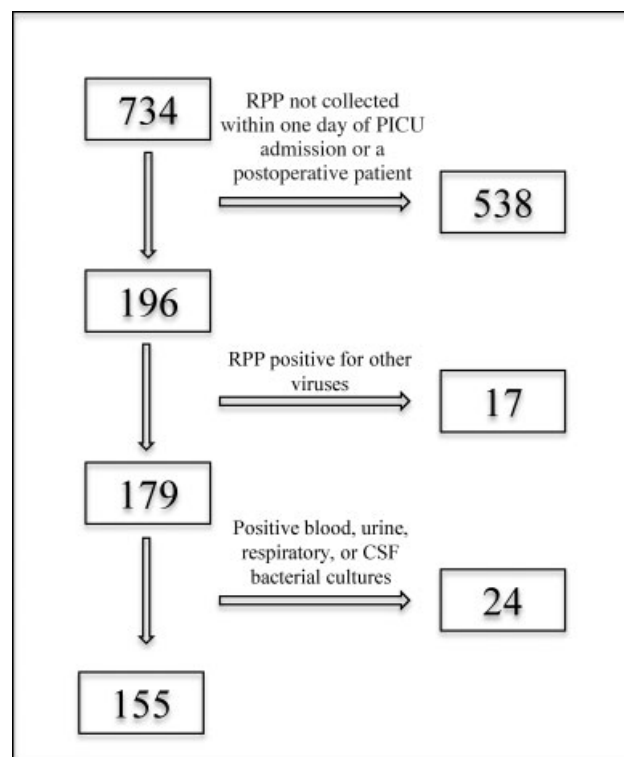 734
RPP not collected
within one day of PICU
admission or a
postoperative patient
538
196
RPP positive for other
viruses
17
179
Positive blood, urine,
respiratory, or CSF
bacterial cultures
24
155